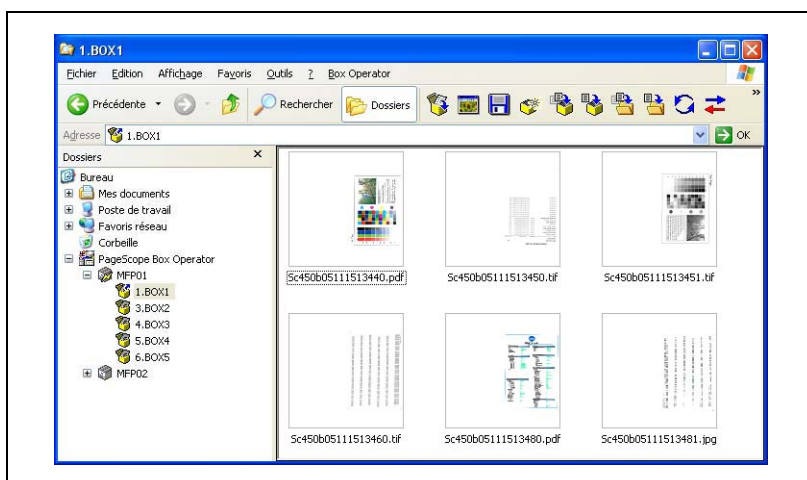 1.BOX1
Fichier Edition Affichage Favoris Outils ? Box Operator
Précédente Rechercher Dossiers »
Adresse 1.BOX1 OK
Dossiers x
Bureau
Mes documents
Poste de travail
Favoris réseau
Corbeille
PageScope Box Operator
MFP01
1.BOX1
3.BOX2
4.BOX3
5.BOX4
6.BOX5
MFP02
Sc450b05111513440.pdf Sc450b05111513450.tif Sc450b05111513451.tif
Sc450b05111513460.tif Sc450b05111513480.pdf Sc450b05111513481.jpg